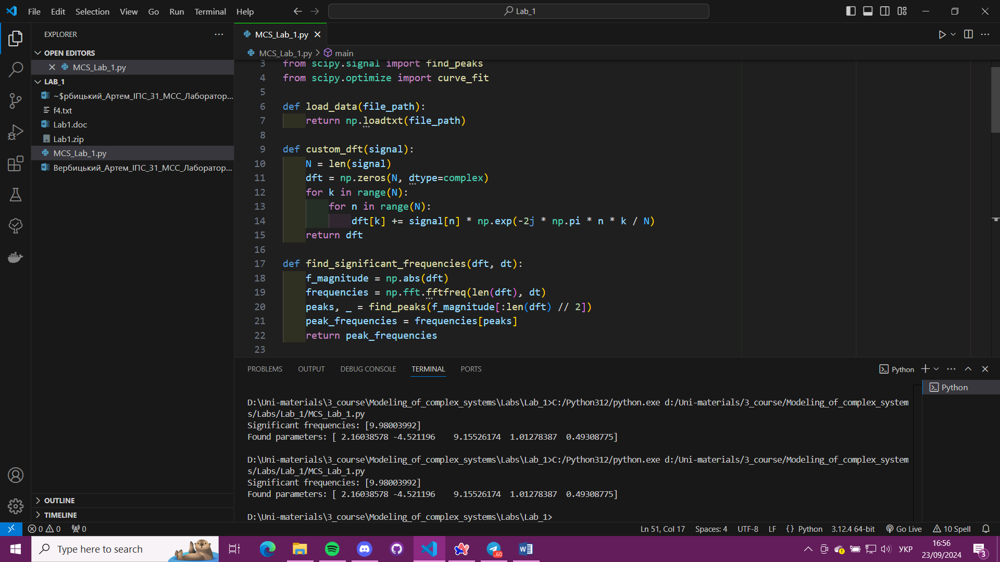 File Edit Selection View Go Run Terminal Help
Lab_1
EXPLORER
OPEN EDITORS
MCS_Lab_1.py
LAB_1
~$рбицький_Артем_ІПС_31_МСС_Лаборатор...
f4.txt
Lab1.doc
Lab1.zip
MCS_Lab_1.py
Вербицький_Артем_ІПС_31_МСС_Лаборатор...
OUTLINE
TIMELINE
MCS_Lab_1.py
MCS_Lab_1.py > main
3 from scipy.signal import find_peaks
4 from scipy.optimize import curve_fit
5
6 def load_data(file_path):
7 return np.loadtxt(file_path)
8
9 def custom_dft(signal):
10 N = len(signal)
11 dft = np.zeros(N, dtype=complex)
12 for k in range(N):
13 for n in range(N):
14 dft[k] += signal[n] * np.exp(-2j * np.pi * n * k / N)
15 return dft
16
17 def find_significant_frequencies(dft, dt):
18 f_magnitude = np.abs(dft)
19 frequencies = np.fft.fftfreq(len(dft), dt)
20 peaks, _ = find_peaks(f_magnitude[:len(dft) // 2])
21 peak_frequencies = frequencies[peaks]
22 return peak_frequencies
23
PROBLEMS OUTPUT DEBUG CONSOLE TERMINAL PORTS
Python
Python
D:\Uni-materials\3_course\Modeling_of_complex_systems\Labs\Lab_1>C:/Python312/python.exe d:/Uni-materials/3_course/Modeling_of_complex_system
s/Labs/Lab_1/MCS_Lab_1.py
Significant frequencies: [9.98003992]
Found parameters: [ 2.16038578 -4.521196    9.15526174  1.01278387  0.49308775]
D:\Uni-materials\3_course\Modeling_of_complex_systems\Labs\Lab_1>C:/Python312/python.exe d:/Uni-materials/3_course/Modeling_of_complex_system
s/Labs/Lab_1/MCS_Lab_1.py
Significant frequencies: [9.98003992]
Found parameters: [ 2.16038578 -4.521196    9.15526174  1.01278387  0.49308775]
D:\Uni-materials\3_course\Modeling_of_complex_systems\Labs\Lab_1>
0 0 0 Ln 51, Col 17 Spaces: 4 UTF-8 LF {} Python 3.12.4 64-bit Go Live 10 Spell
Type here to search
60
УКР
16:56
23/09/2024
3